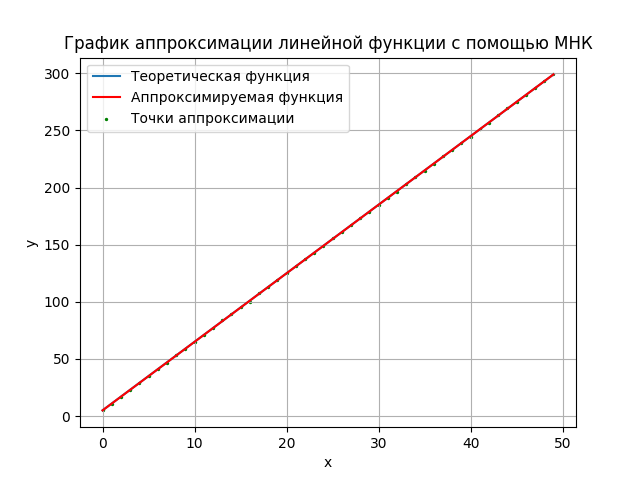 График аппроксимации линейной функции с помощью МНК
Теоретическая функция
Аппроксимируемая функция
Точки аппроксимации
300
250
200
150
100
50
0
y
0 10 20 30 40 50
x